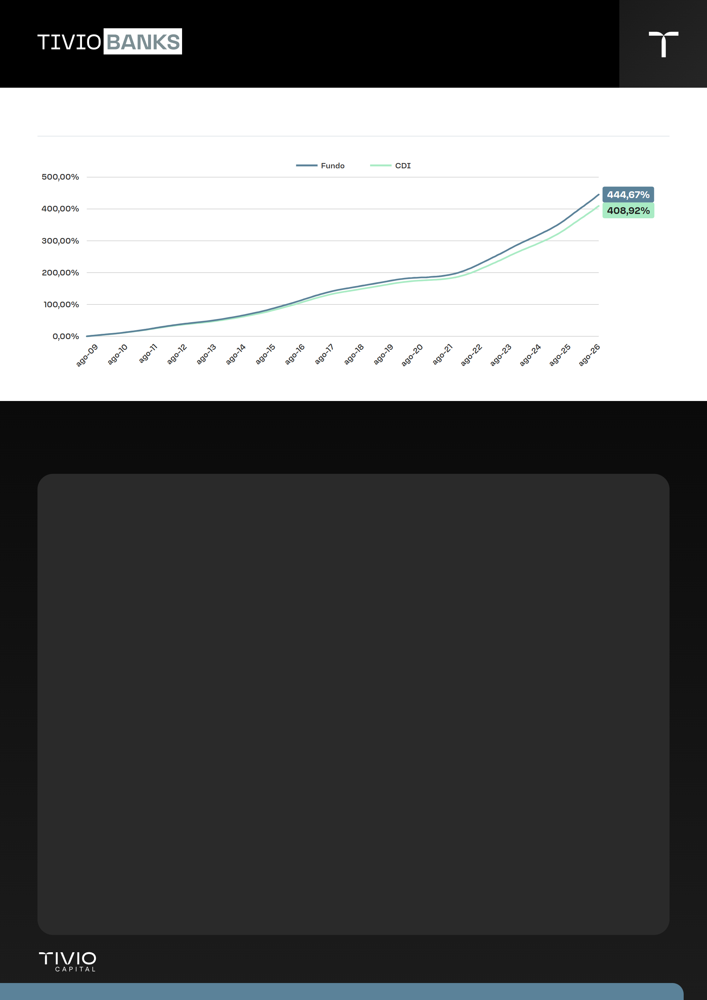 TIVIO BANKS
Fundo CDI
500,00%
444,67%
400,00%
408,92%
300,00%
200,00%
100,00%
0,00%
ago-09 ago-10 ago-11 ago-12 ago-13 ago-14 ago-15 ago-16 ago-17 ago-18 ago-19 ago-20 ago-21 ago-22 ago-23 ago-24 ago-25 ago-26
TIVIO
CAPITAL